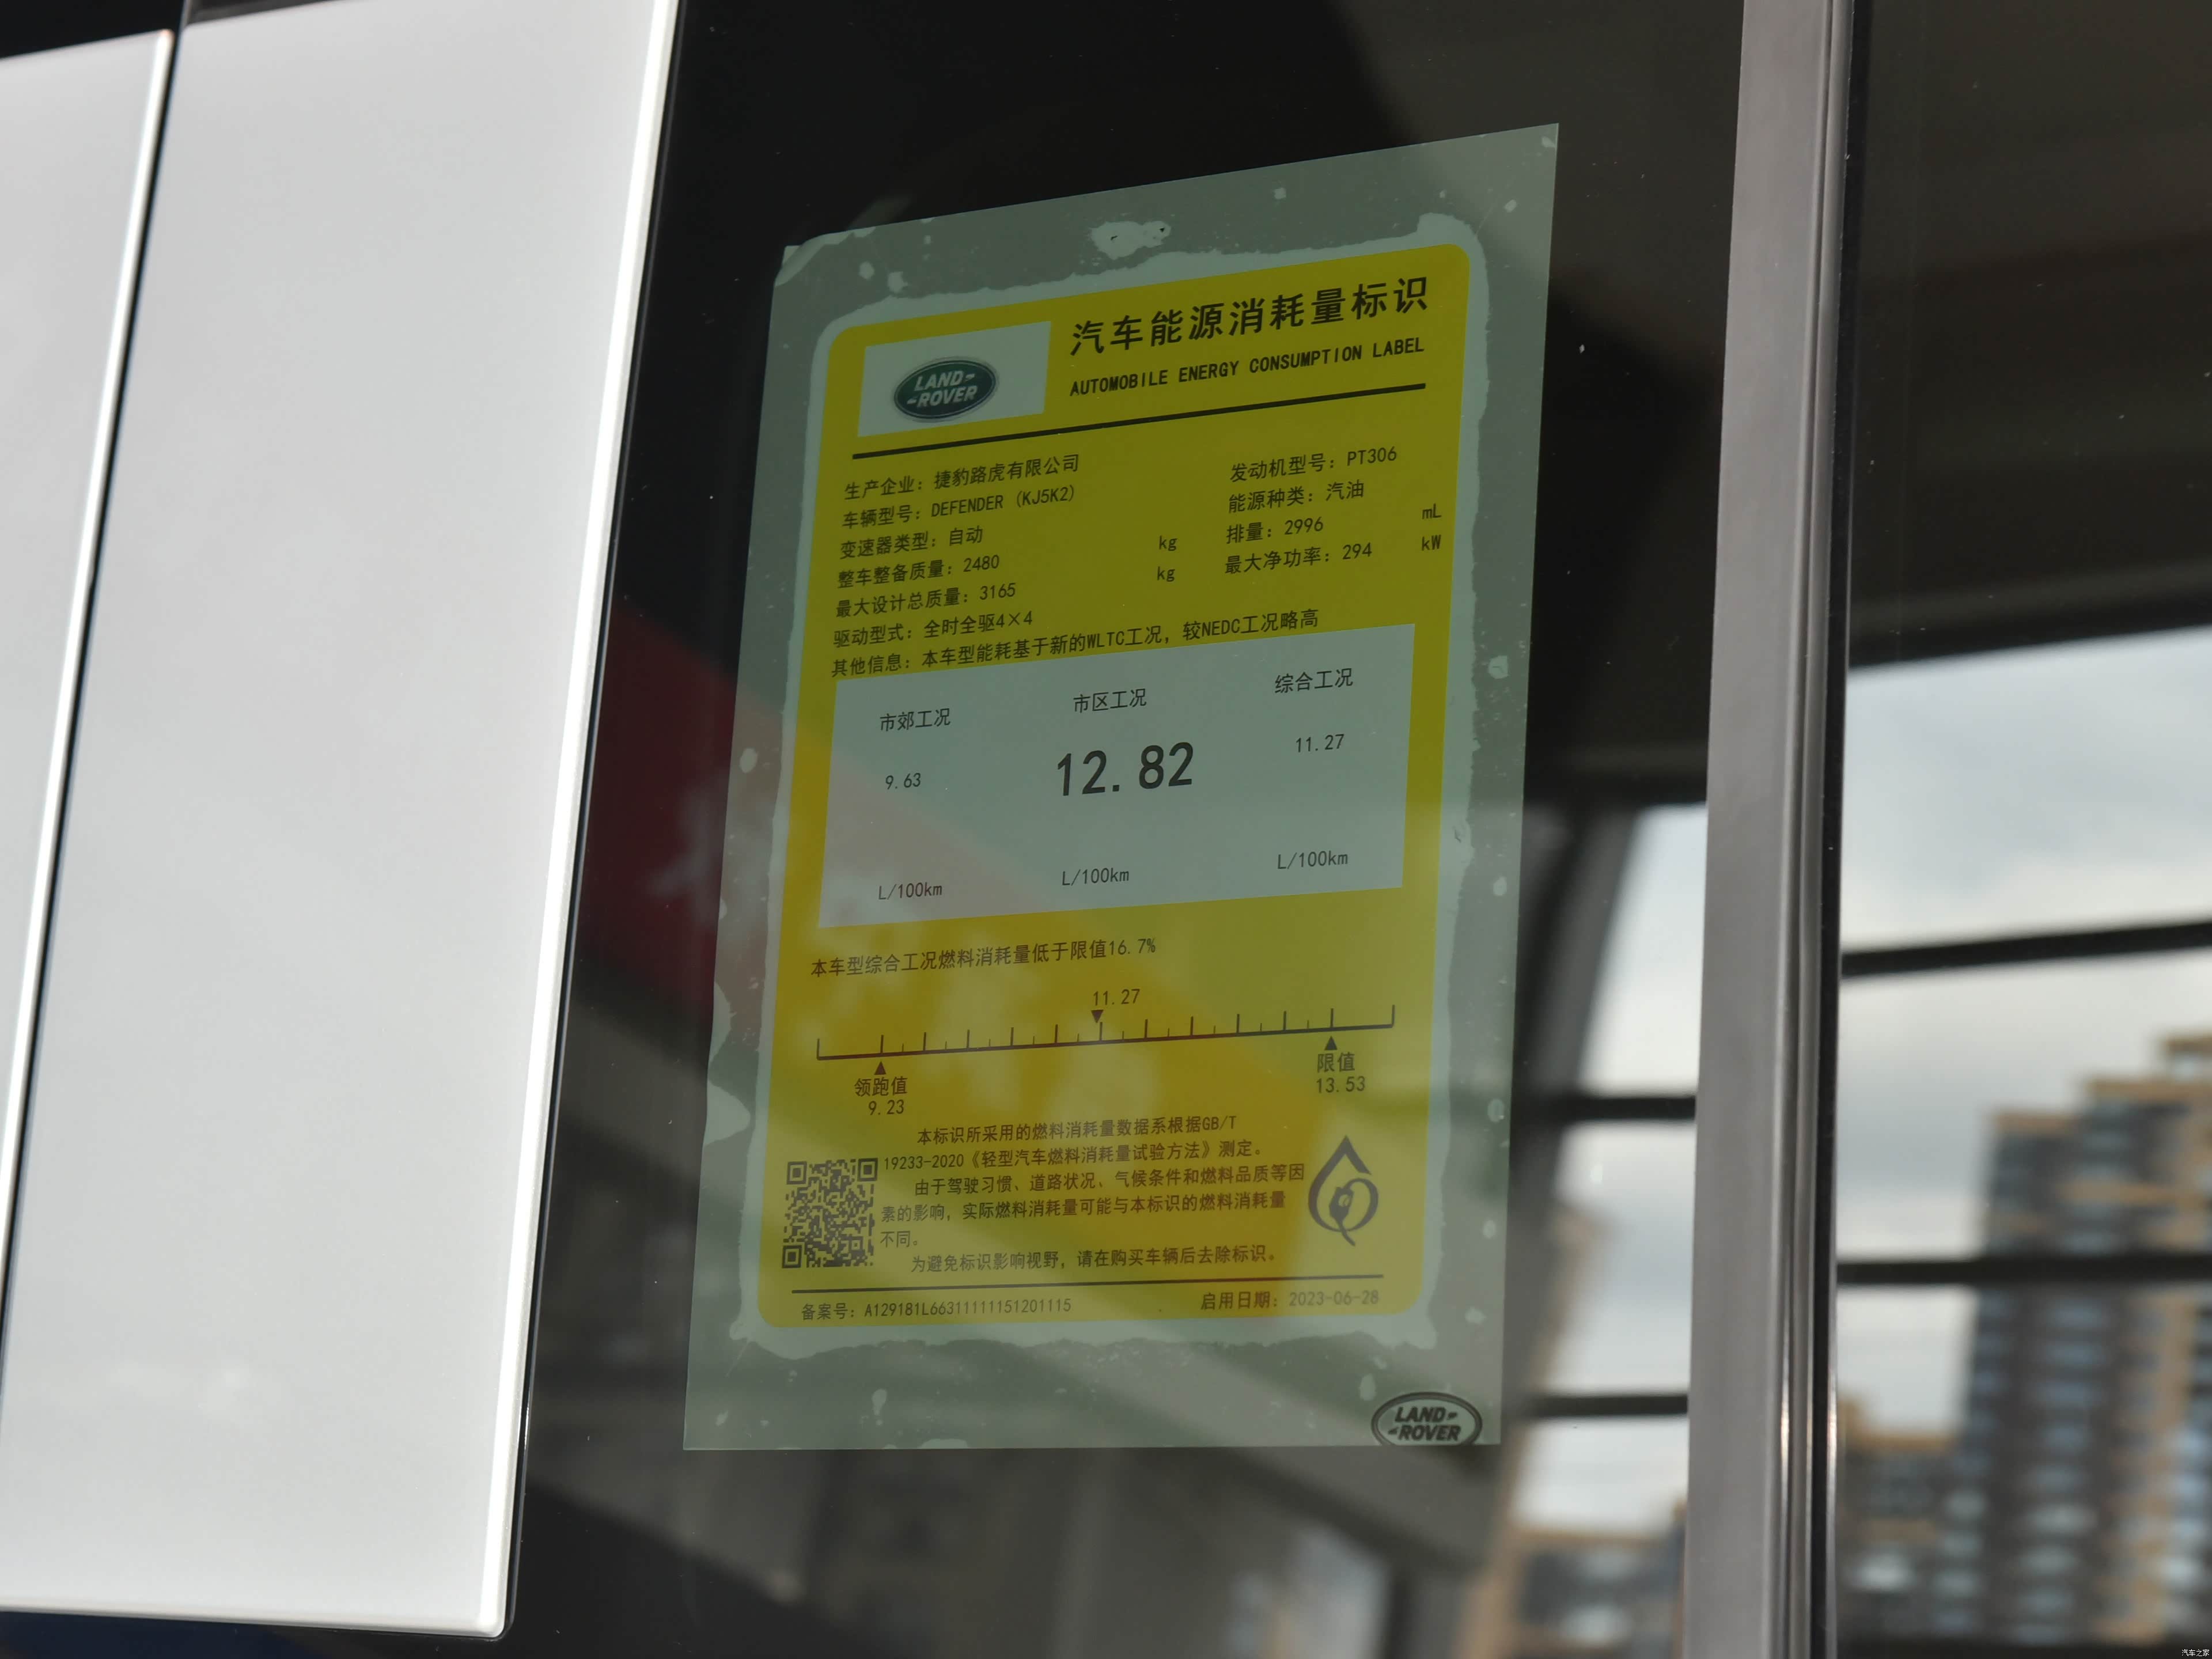 LAND-
-ROVER
汽车能源消耗量标识
AUTOMOBILE ENERGY CONSUMPTION LABEL
生产企业：捷豹路虎有限公司
车辆型号：DEFENDER (KJ5K2)
变速器类型：自动
整车整备质量：2480 kg
最大设计总质量：3165 kg
驱动型式：全时全驱4×4
发动机型号：PT306
能源种类：汽油
排量：2996 mL
最大净功率：294 kW
其他信息：本车型能耗基于新的WLTC工况，较NEDC工况略高
市郊工况 市区工况 综合工况
9.63 12.82 11.27
L/100km L/100km L/100km
本车型综合工况燃料消耗量低于限值16.7%
11.27
领跑值 限值
9.23 13.53
本标识所采用的燃料消耗量数据系根据GB/T
19233-2020《轻型汽车燃料消耗量试验方法》测定。
由于驾驶习惯、道路状况、气候条件和燃料品质等因
素的影响，实际燃料消耗量可能与本标识的燃料消耗量
不同。
为避免标识影响视野，请在购买车辆后去除标识。
备案号：A129181L66311111151201115 启用日期：2023-06-28
LAND-
-ROVER
汽车之家